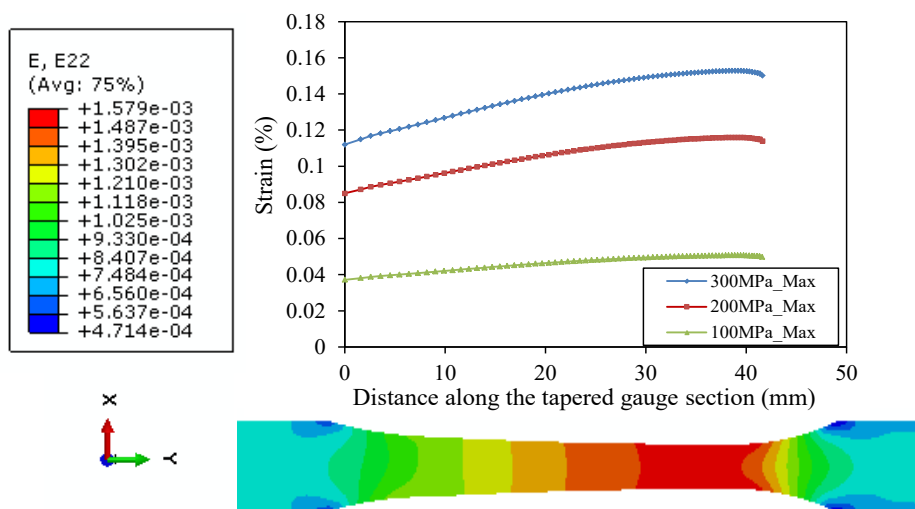 E, E22
(Avg: 75%)
+1.579e-03
+1.487e-03
+1.395e-03
+1.302e-03
+1.210e-03
+1.118e-03
+1.025e-03
+9.330e-04
+8.407e-04
+7.484e-04
+6.560e-04
+5.637e-04
+4.714e-04
X
Y
Strain (%)
0.18
0.16
0.14
0.12
0.1
0.08
0.06
0.04
0.02
0
300MPa_Max
200MPa_Max
100MPa_Max
0 10 20 30 40 50
Distance along the tapered gauge section (mm)